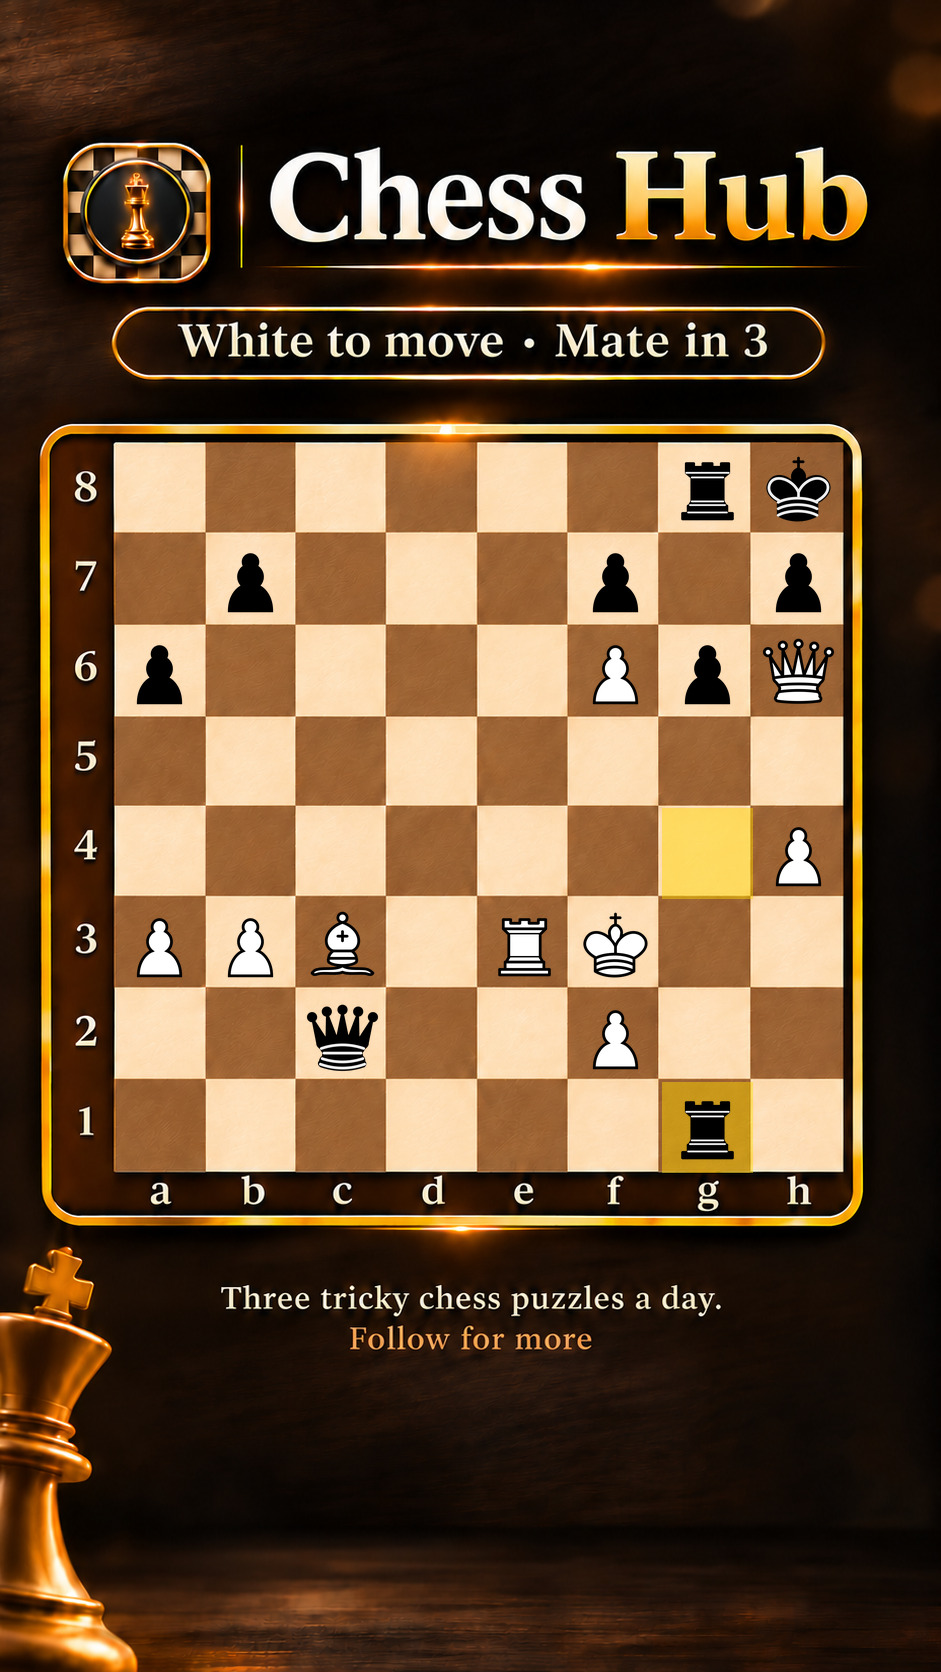 Chess Hub
White to move • Mate in 3
8
7
6
5
4
3
2
1
a b c d e f g h
Three tricky chess puzzles a day.
Follow for more